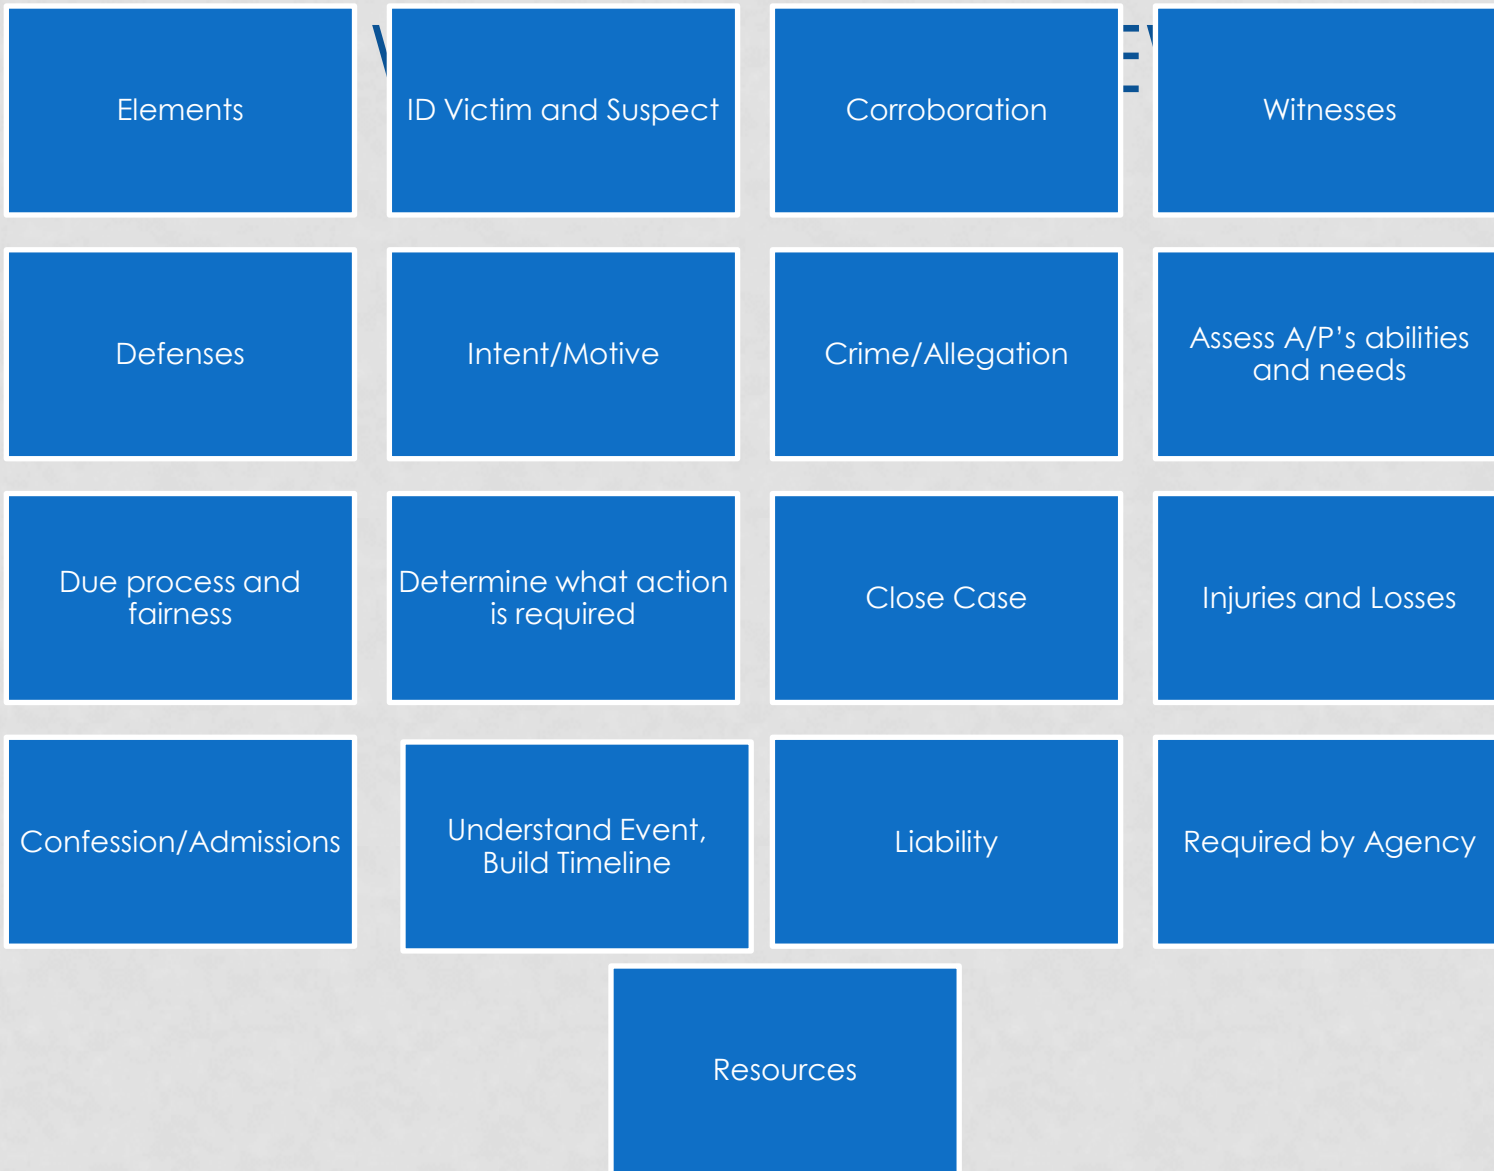 Elements
ID Victim and Suspect
Corroboration
Witnesses
Defenses
Intent/Motive
Crime/Allegation
Assess A/P’s abilities
and needs
Due process and
fairness
Determine what action
is required
Close Case
Injuries and Losses
Confession/Admissions
Understand Event,
Build Timeline
Liability
Required by Agency
Resources